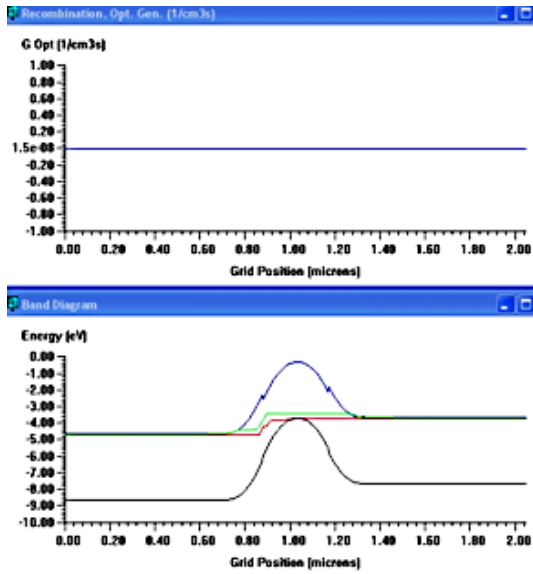 Recombination, Opt. Gen. (1/cm3s)
G Opt (1/cm3s)
1.00
0.80
0.60
0.40
0.20
1.5e-08
-0.20
-0.40
-0.60
-0.80
-1.00
0.00 0.20 0.40 0.60 0.80 1.00 1.20 1.40 1.60 1.80 2.00
Grid Position (microns)
Band Diagram
Energy (eV)
0.00
-1.00
-2.00
-3.00
-4.00
-5.00
-6.00
-7.00
-8.00
-9.00
-10.00
0.00 0.20 0.40 0.60 0.80 1.00 1.20 1.40 1.60 1.80 2.00
Grid Position (microns)